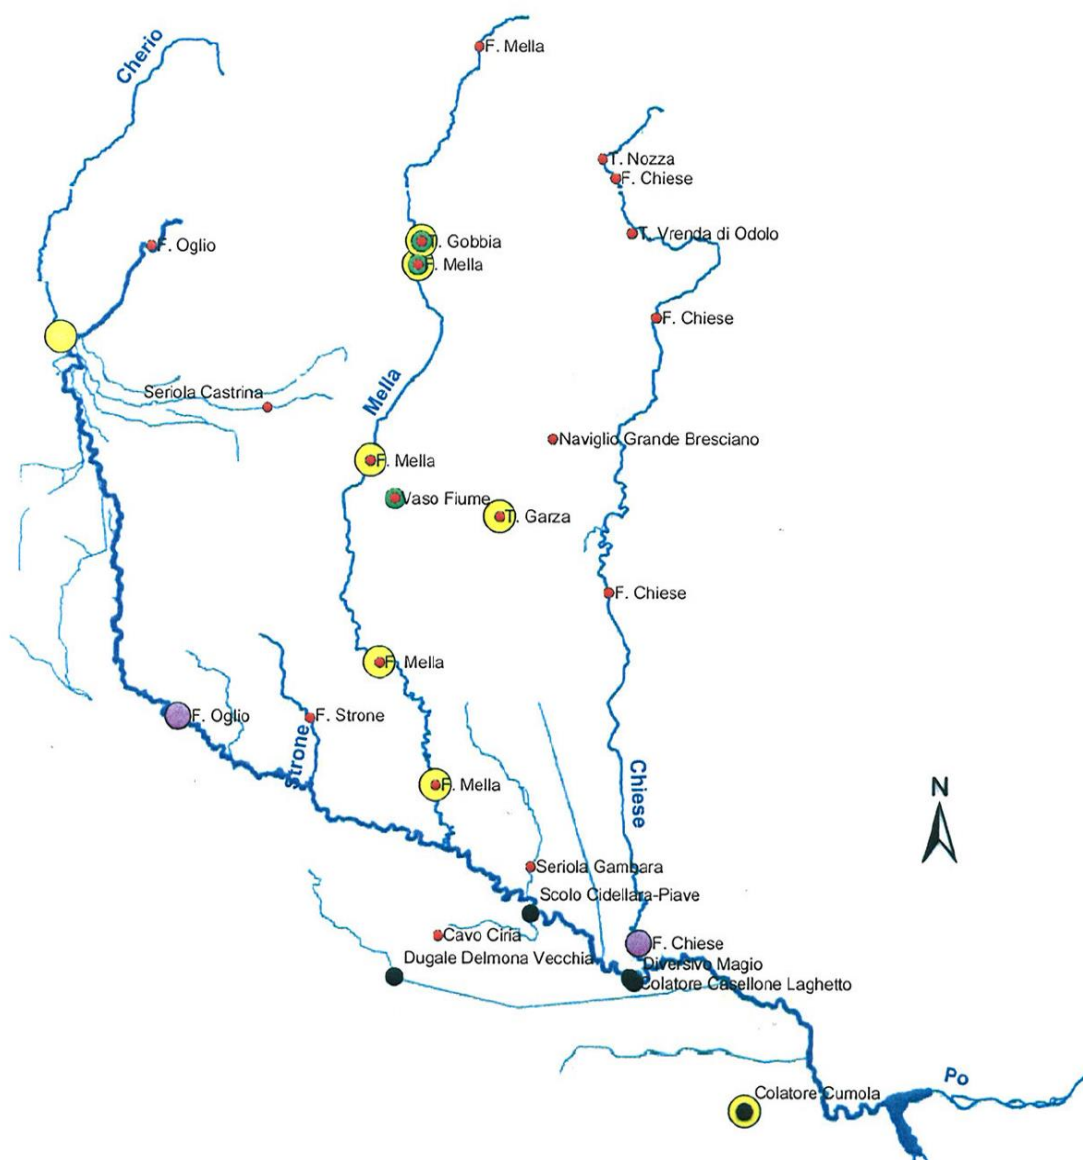 Cherio
F. Mella
T. Nozza
F. Chiese
T. Vrenda di Odolo
F. Oglio
T. Gobbia
F. Mella
F. Chiese
Mella
Seriola Castrina
Naviglio Grande Bresciano
F. Mella
Vaso Fiume
T. Garza
F. Chiese
F. Mella
F. Oglio
F. Strone
Strone
F. Mella
Chiese
N
Seriola Gambara
Scolo Cidellara-Piave
Cavo Ciria
F. Chiese
Dugale Delmona Vecchia
Diversivo Magio
Colatore Casellone Laghetto
Po
Colatore Cumola